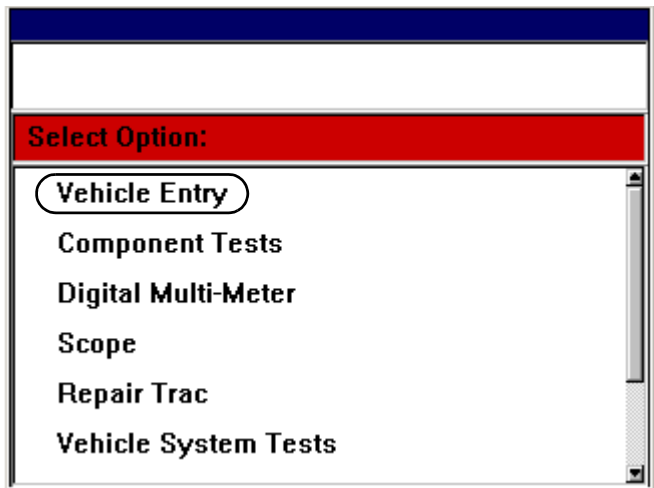 Select Option:
Vehicle Entry
Component Tests
Digital Multi-Meter
Scope
Repair Trac
Vehicle System Tests